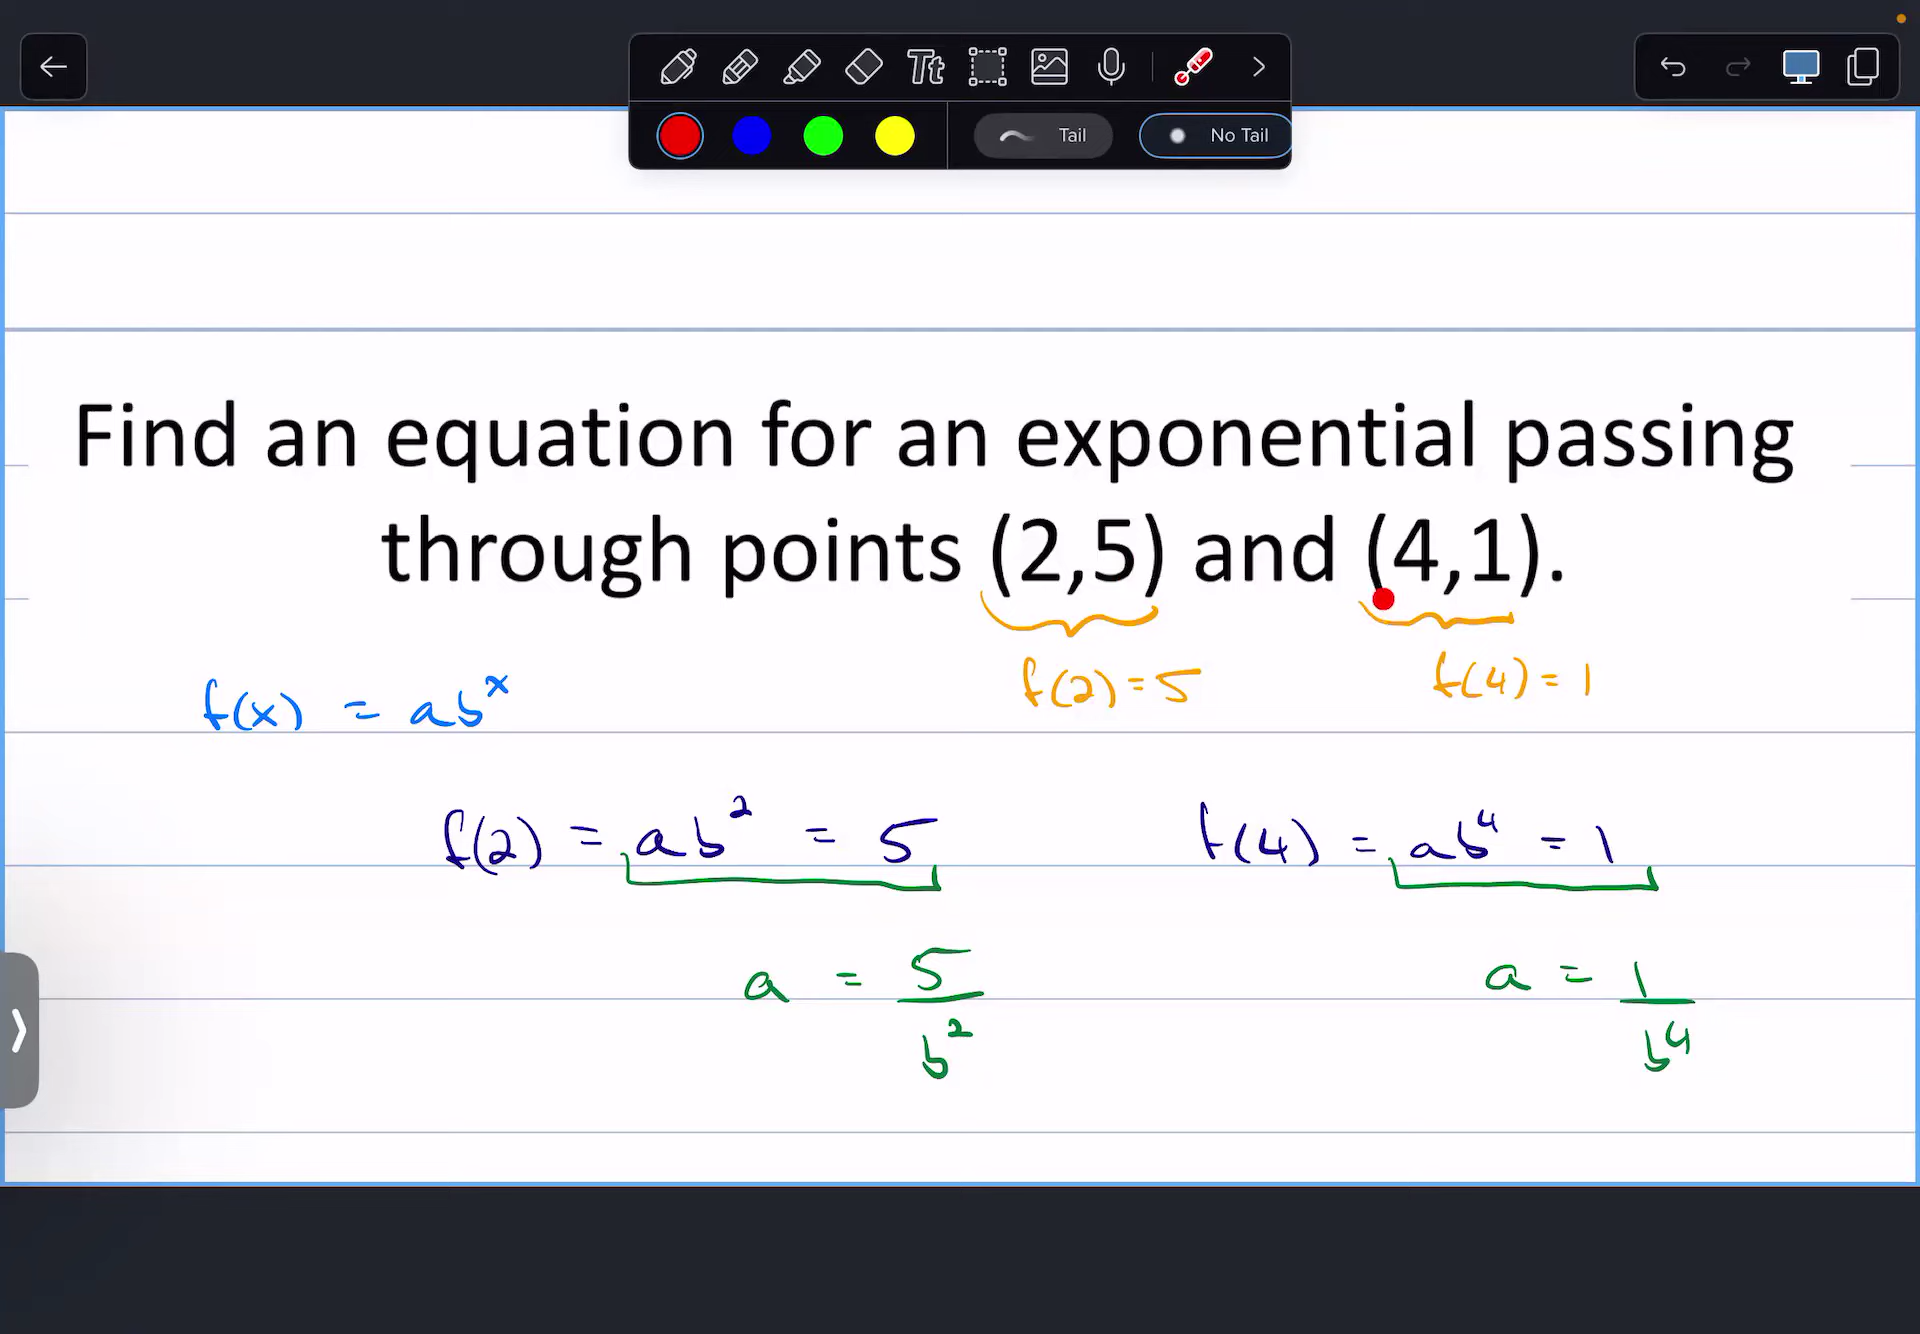 Tt
Tail
No Tail
Find an equation for an exponential passing
through points (2,5) and (4,1).
f(2) = 5
f(4) = 1
f(x) = ab^x
f(2) = ab^2 = 5
f(4) = ab^4 = 1
a = 5/b^2
a = 1/b^4